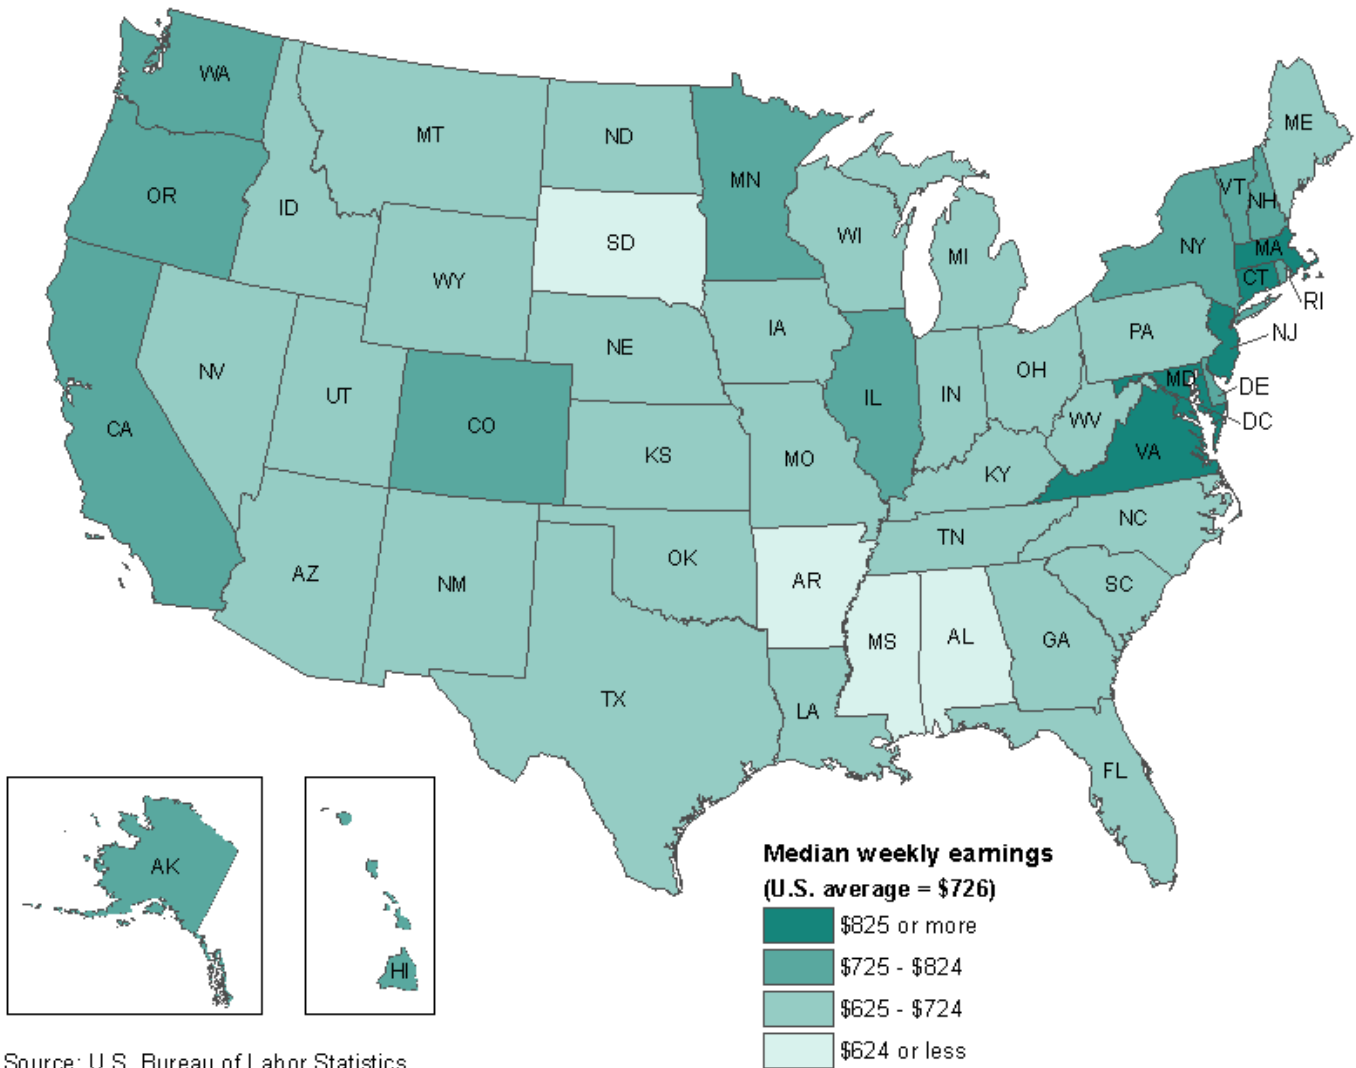 WA
MT
ND
ME
OR
ID
MN
VT
NH
SD
WI
NY
MA
WY
MI
CT
RI
IA
PA
NJ
NE
NV
UT
OH
MD
DE
IL
IN
CO
WV
DC
CA
KS
MO
KY
VA
NC
TN
AZ
NM
OK
AR
SC
MS
AL
GA
TX
LA
FL
AK
HI
Median weekly earnings
(U.S. average = $726)
$825 or more
$725 - $824
$625 - $724
$624 or less
Source: U.S. Bureau of Labor Statistics